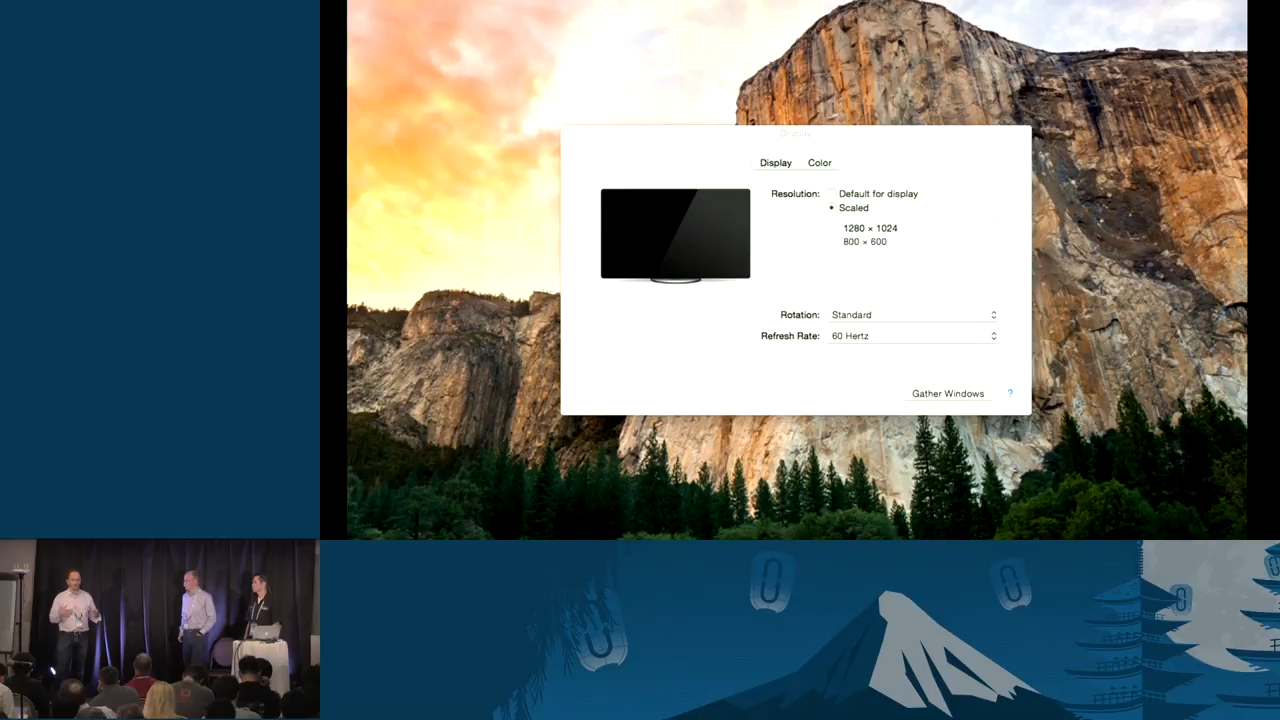 Display
Display Color
Resolution: Default for display
Scaled
1280 × 1024
800 × 600
Rotation: Standard
Refresh Rate: 60 Hertz
Gather Windows ?